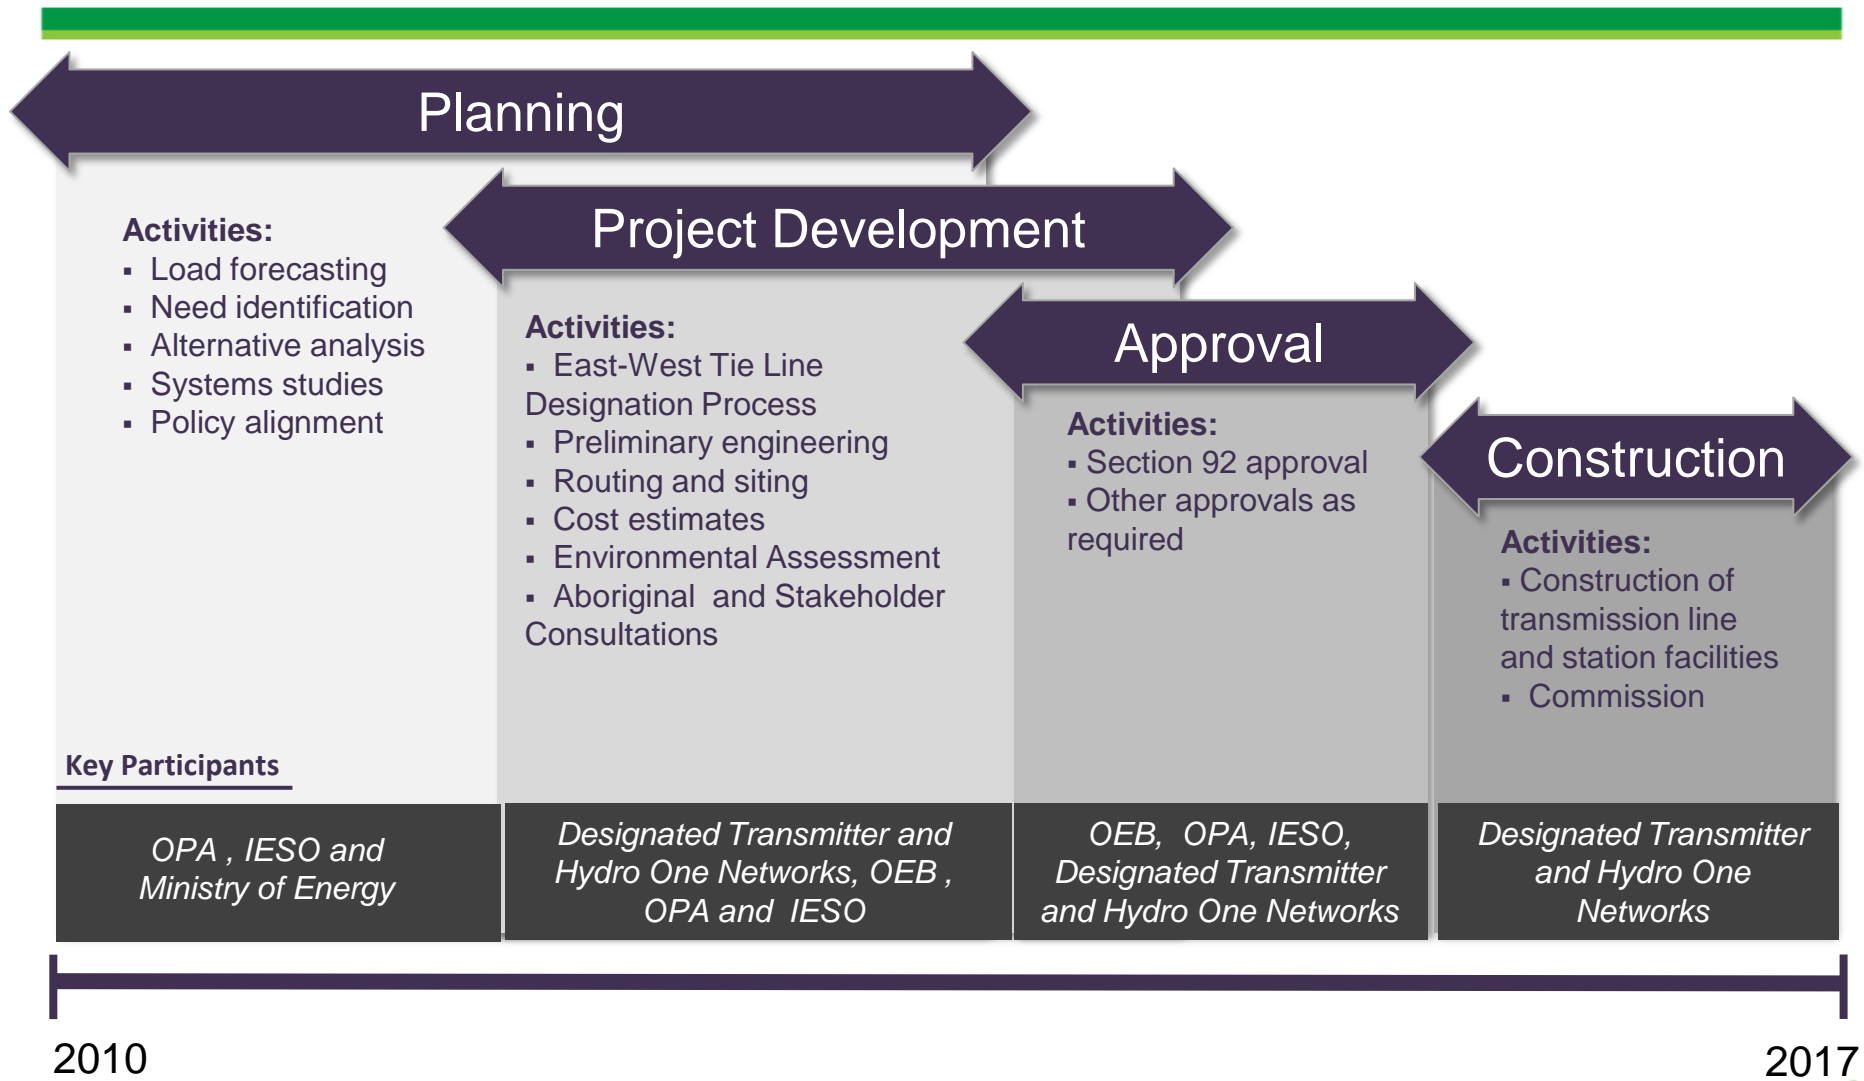 Planning
Activities:
▪ Load forecasting
▪ Need identification
▪ Alternative analysis
▪ Systems studies
▪ Policy alignment
Project Development
Activities:
▪ East-West Tie Line
Designation Process
▪ Preliminary engineering
▪ Routing and siting
▪ Cost estimates
▪ Environmental Assessment
▪ Aboriginal and Stakeholder
Consultations
Approval
Activities:
▪ Section 92 approval
▪ Other approvals as
required
Construction
Activities:
▪ Construction of
transmission line
and station facilities
▪ Commission
Key Participants
OPA , IESO and
Ministry of Energy
Designated Transmitter and
Hydro One Networks, OEB ,
OPA and IESO
OEB, OPA, IESO,
Designated Transmitter
and Hydro One Networks
Designated Transmitter
and Hydro One
Networks
2010
2017